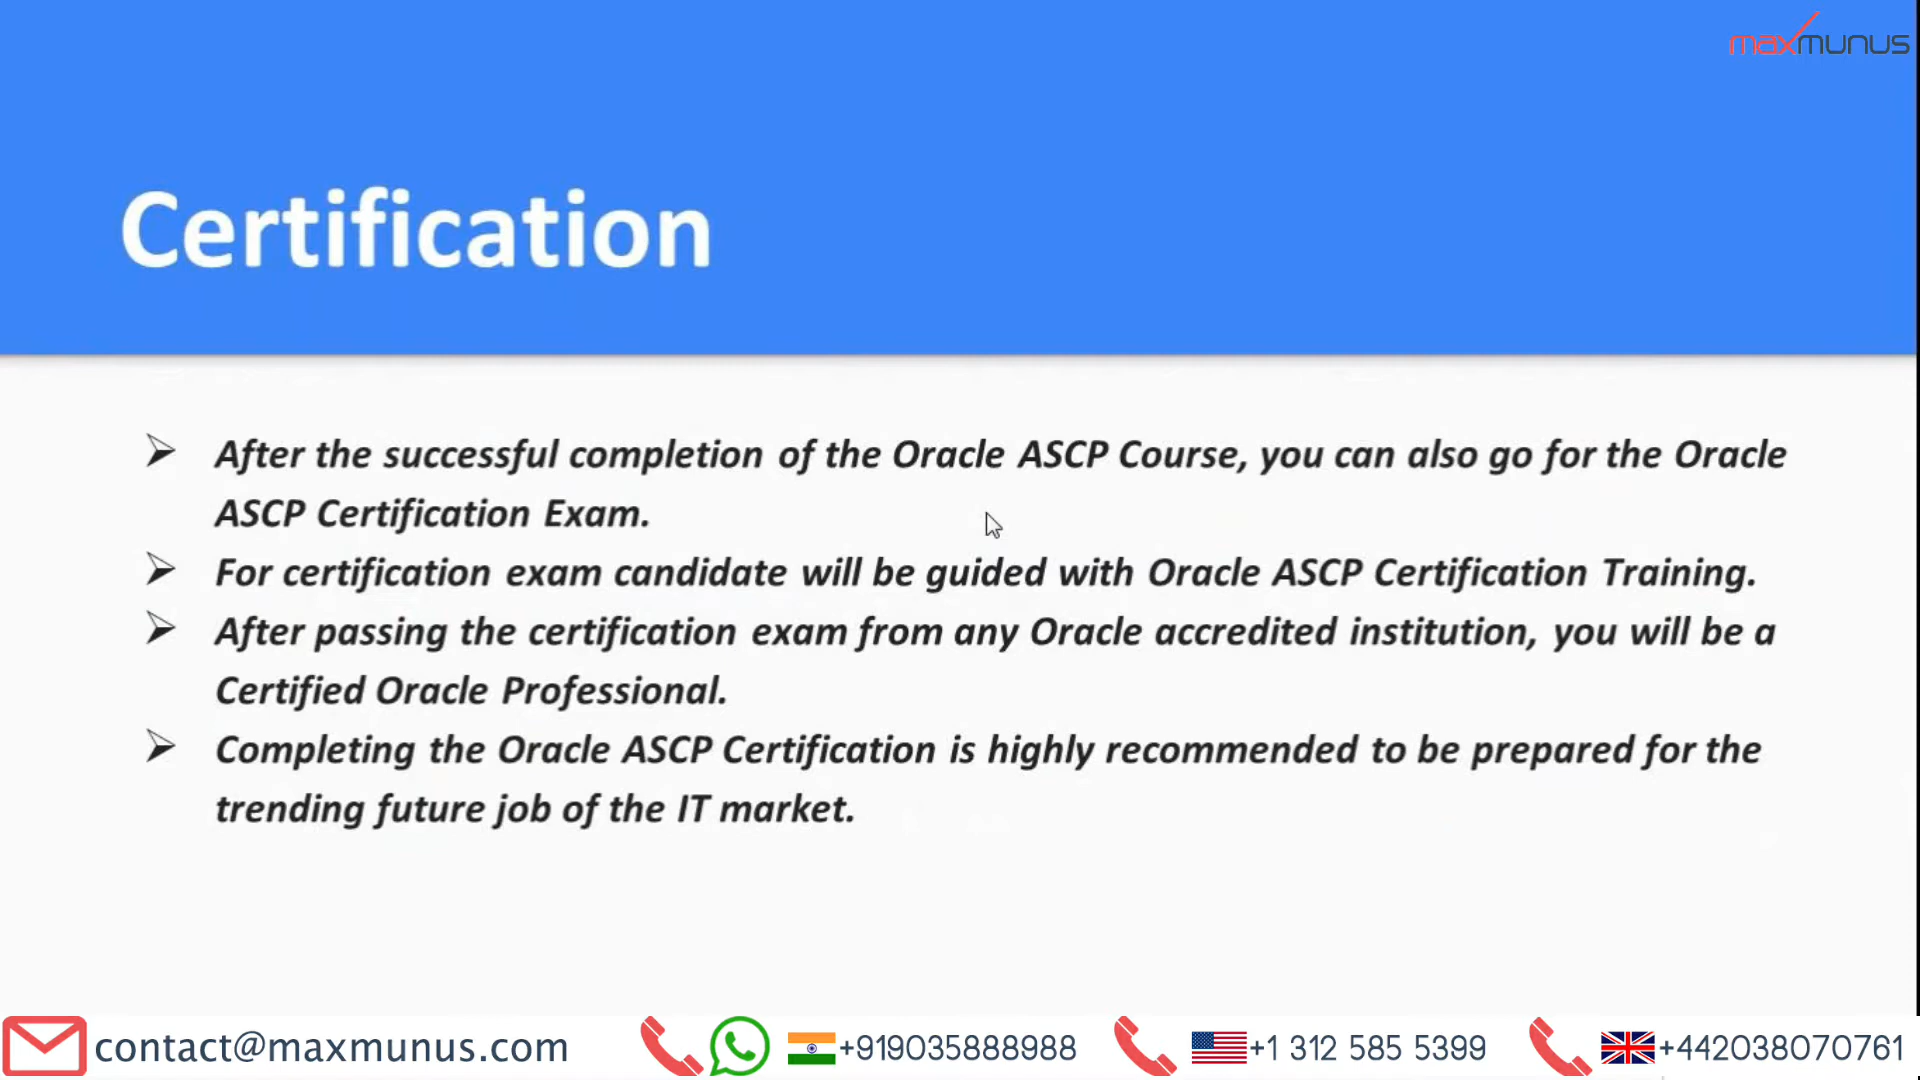 maxmunus
Certification
After the successful completion of the Oracle ASCP Course, you can also go for the Oracle
ASCP Certification Exam.
For certification exam candidate will be guided with Oracle ASCP Certification Training.
After passing the certification exam from any Oracle accredited institution, you will be a
Certified Oracle Professional.
Completing the Oracle ASCP Certification is highly recommended to be prepared for the
trending future job of the IT market.
contact@maxmunus.com +919035888988 +1 312 585 5399 +442038070761